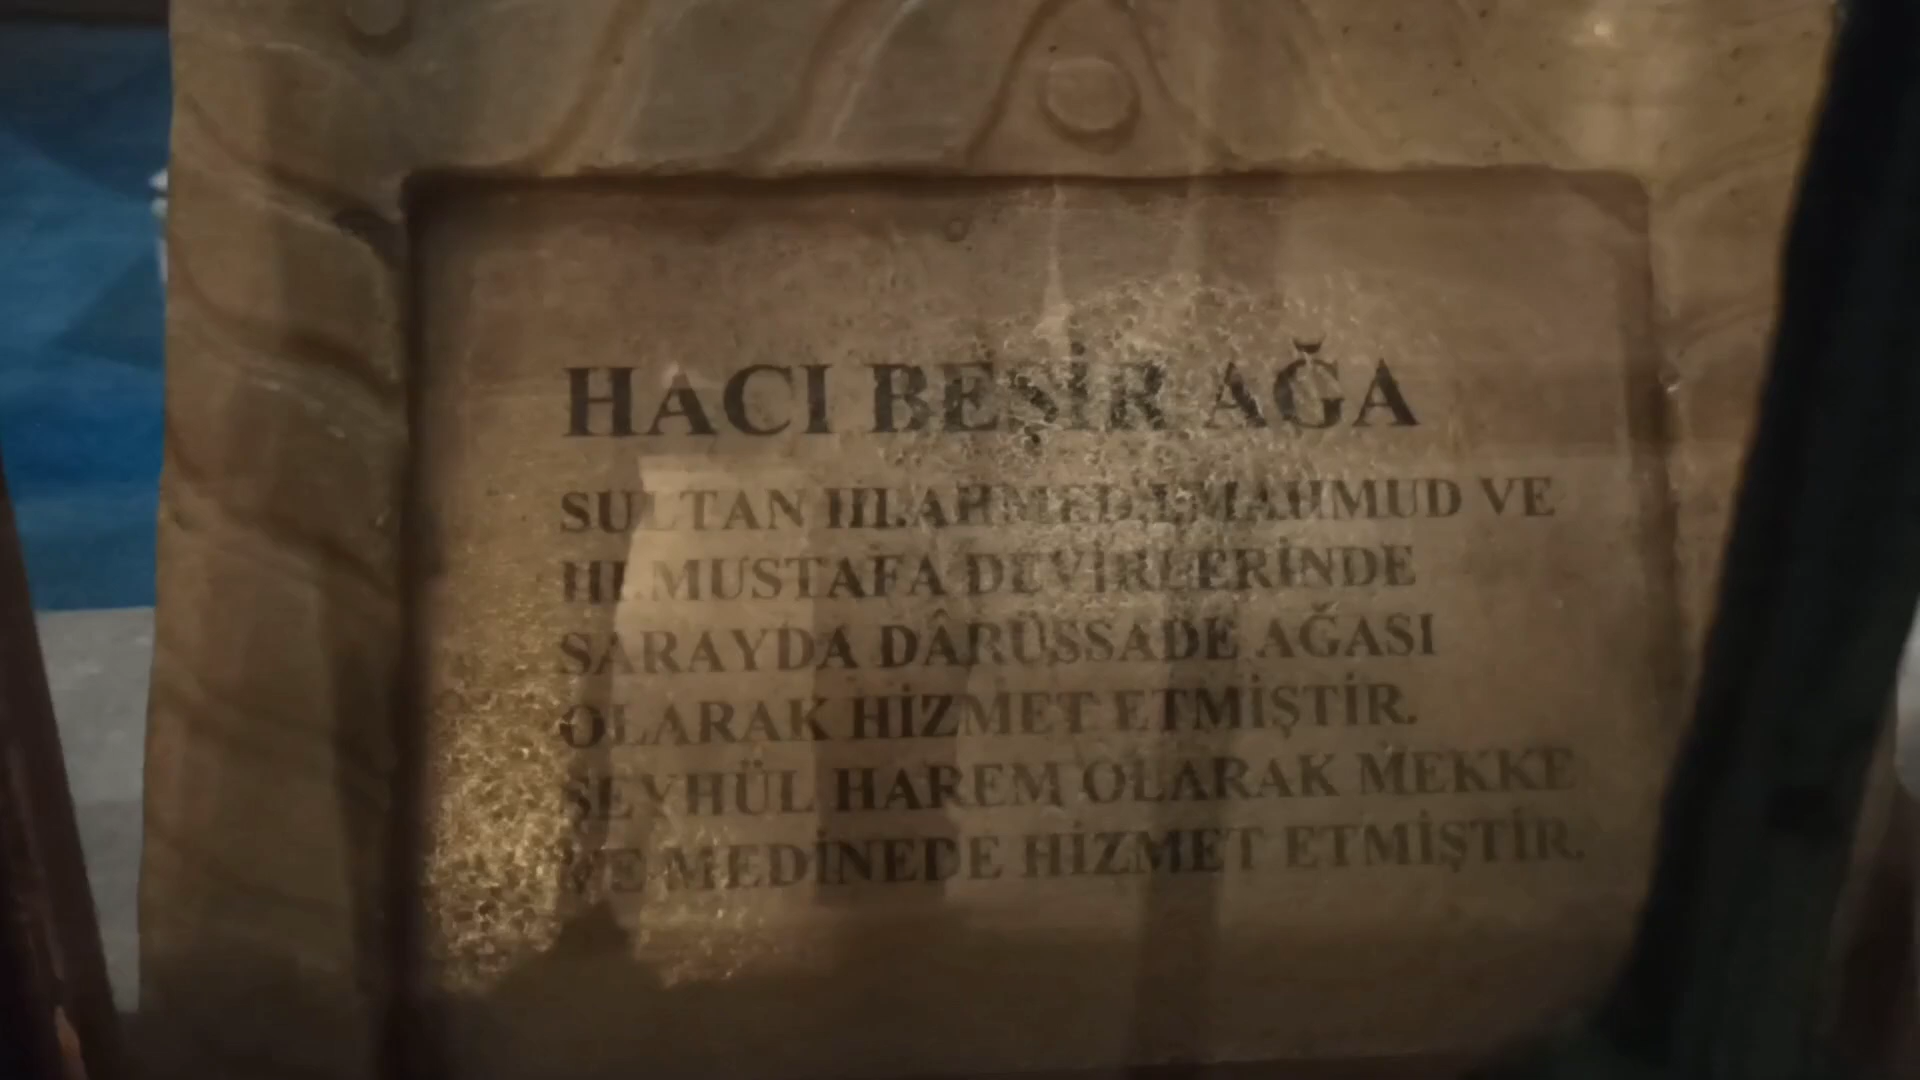 HACI BEŞİR AĞA
SULTAN III.AHMED,I.MAHMUD VE
III.MUSTAFA DEVİRLERİNDE
SARAYDA DÂRÜSSADE AĞASI
OLARAK HİZMET ETMİŞTİR.
ŞEYHÜL HAREM OLARAK MEKKE
VE MEDİNEDE HİZMET ETMİŞTİR.